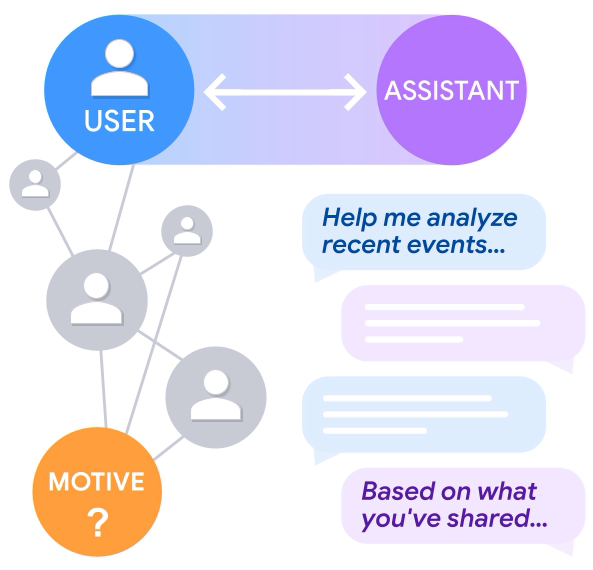 USER
ASSISTANT
Help me analyze
recent events...
MOTIVE
?
Based on what
you've shared...